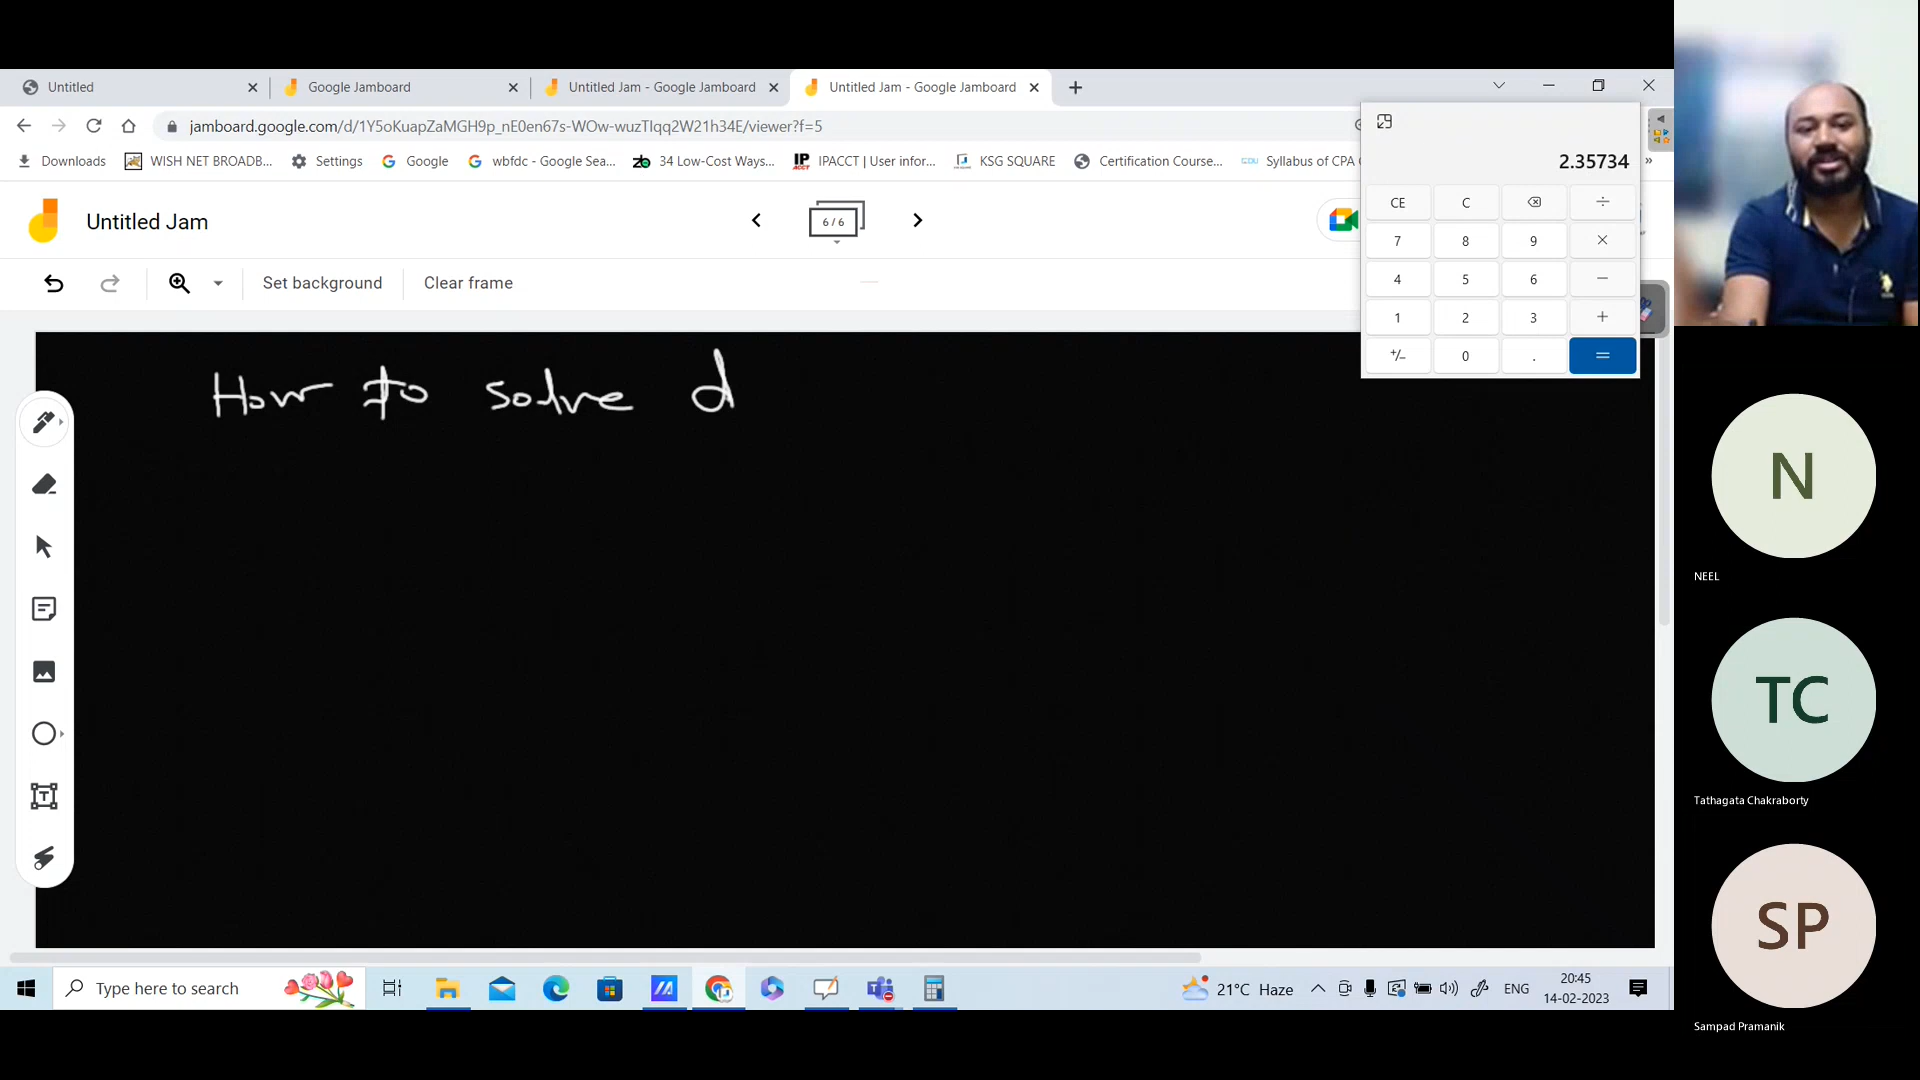 Untitled
Google Jamboard
Untitled Jam - Google Jamboard
Untitled Jam - Google Jamboard
jamboard.google.com/d/1Y5oKuapZaMGH9p_nE0en67s-WOw-wuzTIqq2W21h34E/viewer?f=5
Downloads WISH NET BROADB... Settings Google wbfdc - Google Sea... 34 Low-Cost Ways... IPACCT | User infor... KSG SQUARE Certification Course... Syllabus of CPA »
2.35734
CE C ÷
7 8 9 ×
4 5 6 −
1 2 3 +
+/− 0 . =
Untitled Jam
6 / 6
Set background
Clear frame
How to solve d
N
NEEL
TC
Tathagata Chakraborty
SP
Sampad Pramanik
Type here to search
21°C Haze
ENG
20:45
14-02-2023